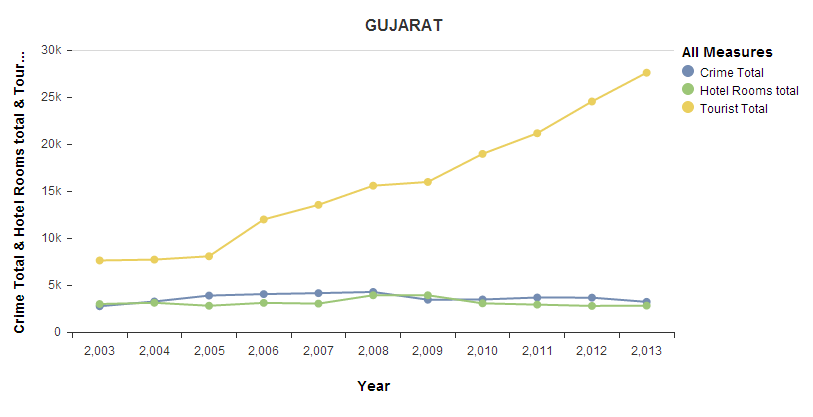 GUJARAT
Crime Total & Hotel Rooms total & Tour...
30k
25k
20k
15k
10k
5k
0
2,003 2,004 2,005 2,006 2,007 2,008 2,009 2,010 2,011 2,012 2,013
Year
All Measures
Crime Total
Hotel Rooms total
Tourist Total